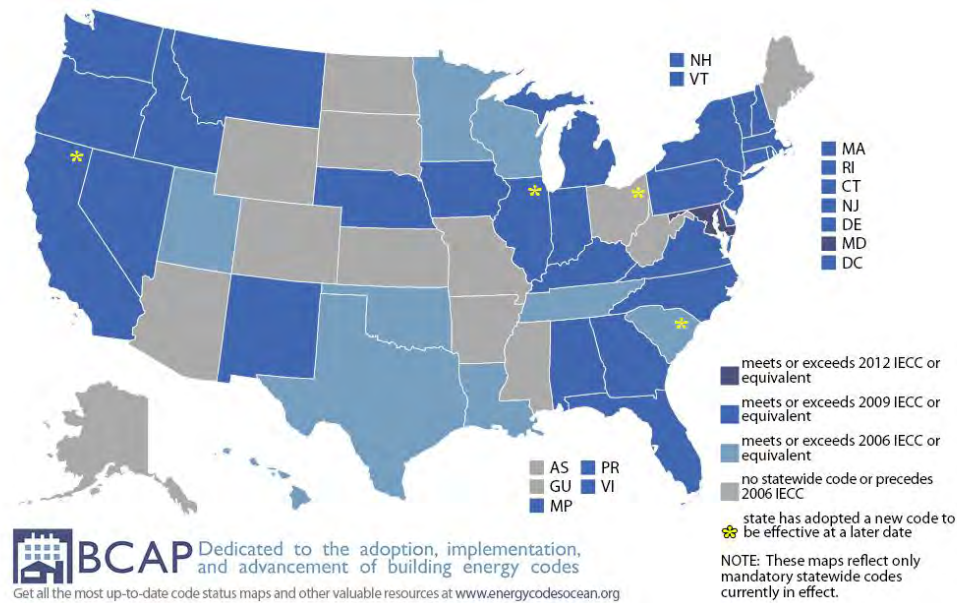 NH
VT
MA
RI
CT
NJ
DE
MD
DC
meets or exceeds 2012 IECC or
equivalent
meets or exceeds 2009 IECC or
equivalent
meets or exceeds 2006 IECC or
equivalent
no statewide code or precedes
2006 IECC
state has adopted a new code to
be effective at a later date
NOTE: These maps reflect only
mandatory statewide codes
currently in effect.
AS PR
GU VI
MP
BCAP Dedicated to the adoption, implementation,
and advancement of building energy codes
Get all the most up-to-date code status maps and other valuable resources at www.energycodesocean.org